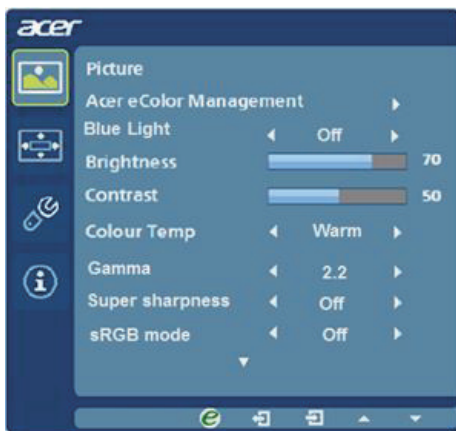 acer
Picture
Acer eColor Management
Blue Light Off
Brightness 70
Contrast 50
Colour Temp Warm
Gamma 2.2
Super sharpness Off
sRGB mode Off
e